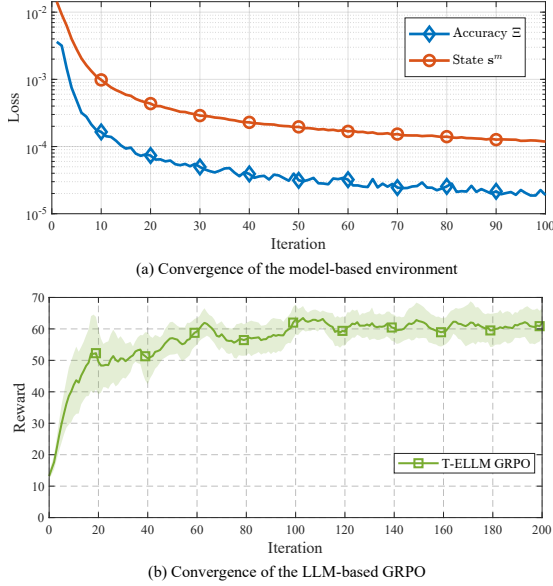 10^-2
10^-3
10^-4
10^-5
Loss
Accuracy Ξ
State s^m
0 10 20 30 40 50 60 70 80 90 100
Iteration
(a) Convergence of the model-based environment
70
60
50
40
30
20
10
0
Reward
T-ELLM GRPO
0 20 40 60 80 100 120 140 160 180 200
Iteration
(b) Convergence of the LLM-based GRPO